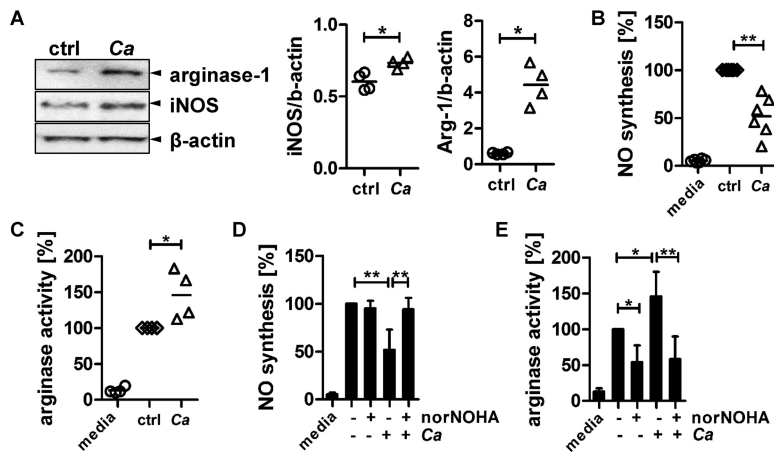 A
ctrl Ca
arginase-1
iNOS
β-actin
iNOS/b-actin
1.0
0.5
0.0
*
ctrl Ca
Arg-1/b-actin
8
6
4
2
0
*
ctrl Ca
B
NO synthesis [%]
150
100
50
0
**
media ctrl Ca
C
arginase activity [%]
200
150
100
50
0
*
media ctrl Ca
D
NO synthesis [%]
150
100
50
0
** **
media - + - + norNOHA
- - + + Ca
E
arginase activity [%]
200
150
100
50
0
* * **
media - + - + norNOHA
- - + + Ca